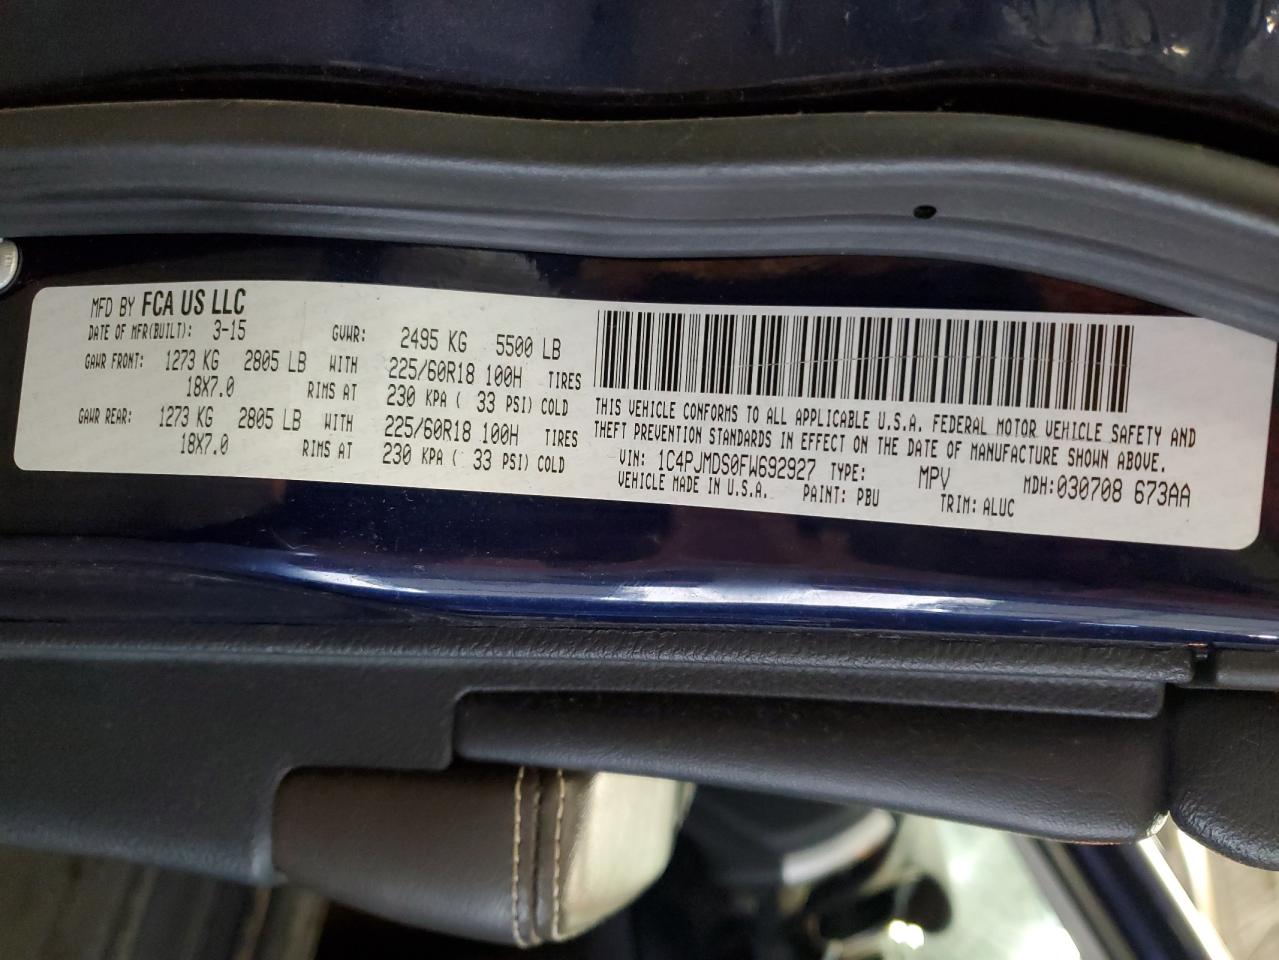 MFD BY FCA US LLC
DATE OF MFR(BUILT): 3-15 GVWR: 2495 KG 5500 LB
GAWR FRONT: 1273 KG 2805 LB WITH 225/60R18 100H TIRES
18X7.0 RIMS AT 230 KPA ( 33 PSI) COLD
GAWR REAR: 1273 KG 2805 LB WITH 225/60R18 100H TIRES
18X7.0 RIMS AT 230 KPA ( 33 PSI) COLD
THIS VEHICLE CONFORMS TO ALL APPLICABLE U.S.A. FEDERAL MOTOR VEHICLE SAFETY AND
THEFT PREVENTION STANDARDS IN EFFECT ON THE DATE OF MANUFACTURE SHOWN ABOVE.
VIN: 1C4PJMDS0FW692927 TYPE: MPV MDH:030708 673AA
VEHICLE MADE IN U.S.A. PAINT: PBU TRIM: ALUC